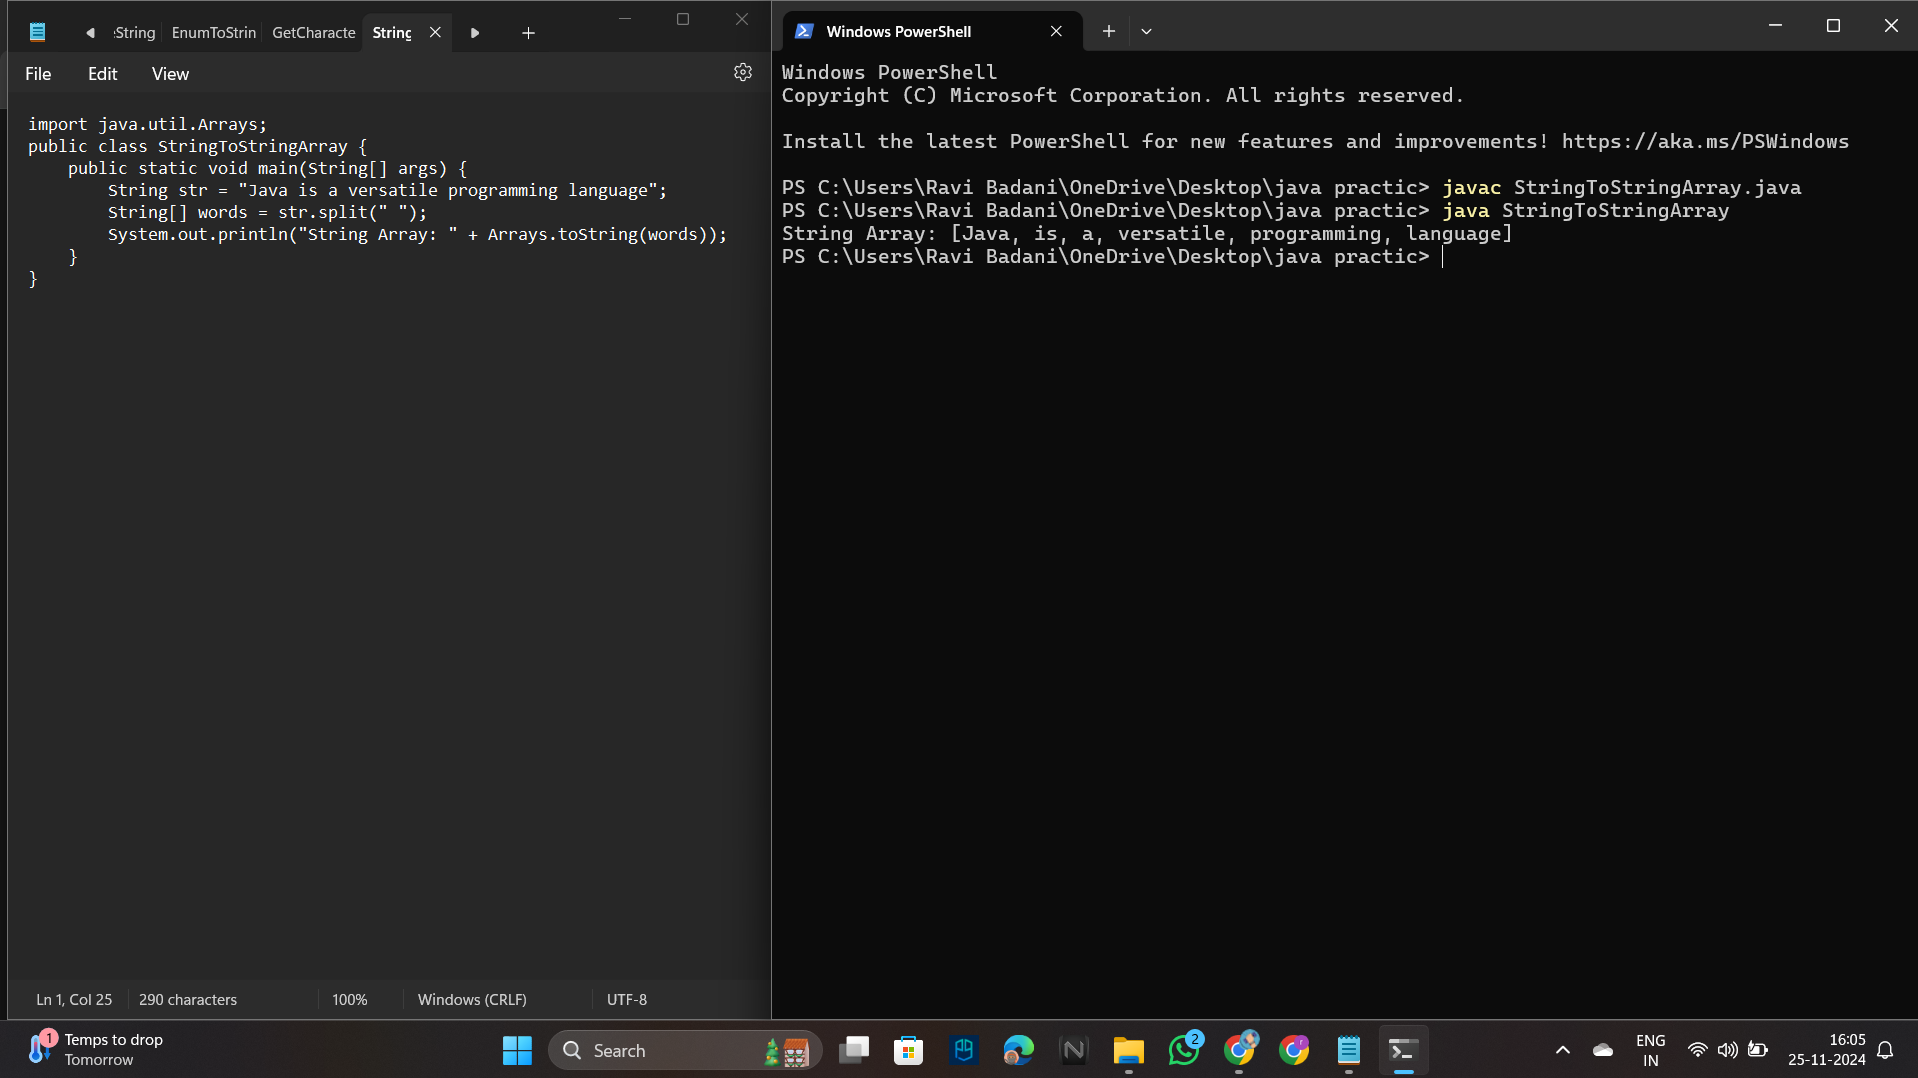 :String
EnumToStrin
GetCharacte
String
File
Edit
View
import java.util.Arrays;
public class StringToStringArray {
    public static void main(String[] args) {
        String str = "Java is a versatile programming language";
        String[] words = str.split(" ");
        System.out.println("String Array: " + Arrays.toString(words));
    }
}
Ln 1, Col 25
290 characters
100%
Windows (CRLF)
UTF-8
Windows PowerShell
Windows PowerShell
Copyright (C) Microsoft Corporation. All rights reserved.
Install the latest PowerShell for new features and improvements! https://aka.ms/PSWindows
PS C:\Users\Ravi Badani\OneDrive\Desktop\java practic> javac StringToStringArray.java
PS C:\Users\Ravi Badani\OneDrive\Desktop\java practic> java StringToStringArray
String Array: [Java, is, a, versatile, programming, language]
PS C:\Users\Ravi Badani\OneDrive\Desktop\java practic>
1
Temps to drop
Tomorrow
Search
2
ENG
IN
16:05
25-11-2024